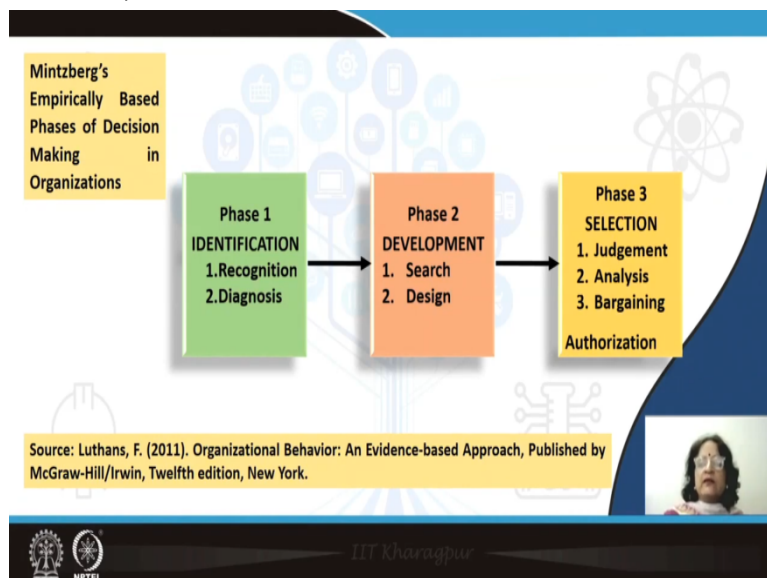 Mintzberg's
Empirically Based
Phases of Decision
Making in
Organizations
Phase 1
IDENTIFICATION
1.Recognition
2.Diagnosis
Phase 2
DEVELOPMENT
1. Search
2. Design
Phase 3
SELECTION
1. Judgement
2. Analysis
3. Bargaining
Authorization
Source: Luthans, F. (2011). Organizational Behavior: An Evidence-based Approach, Published by
McGraw-Hill/Irwin, Twelfth edition, New York.
IIT Kharagpur
NPTEL